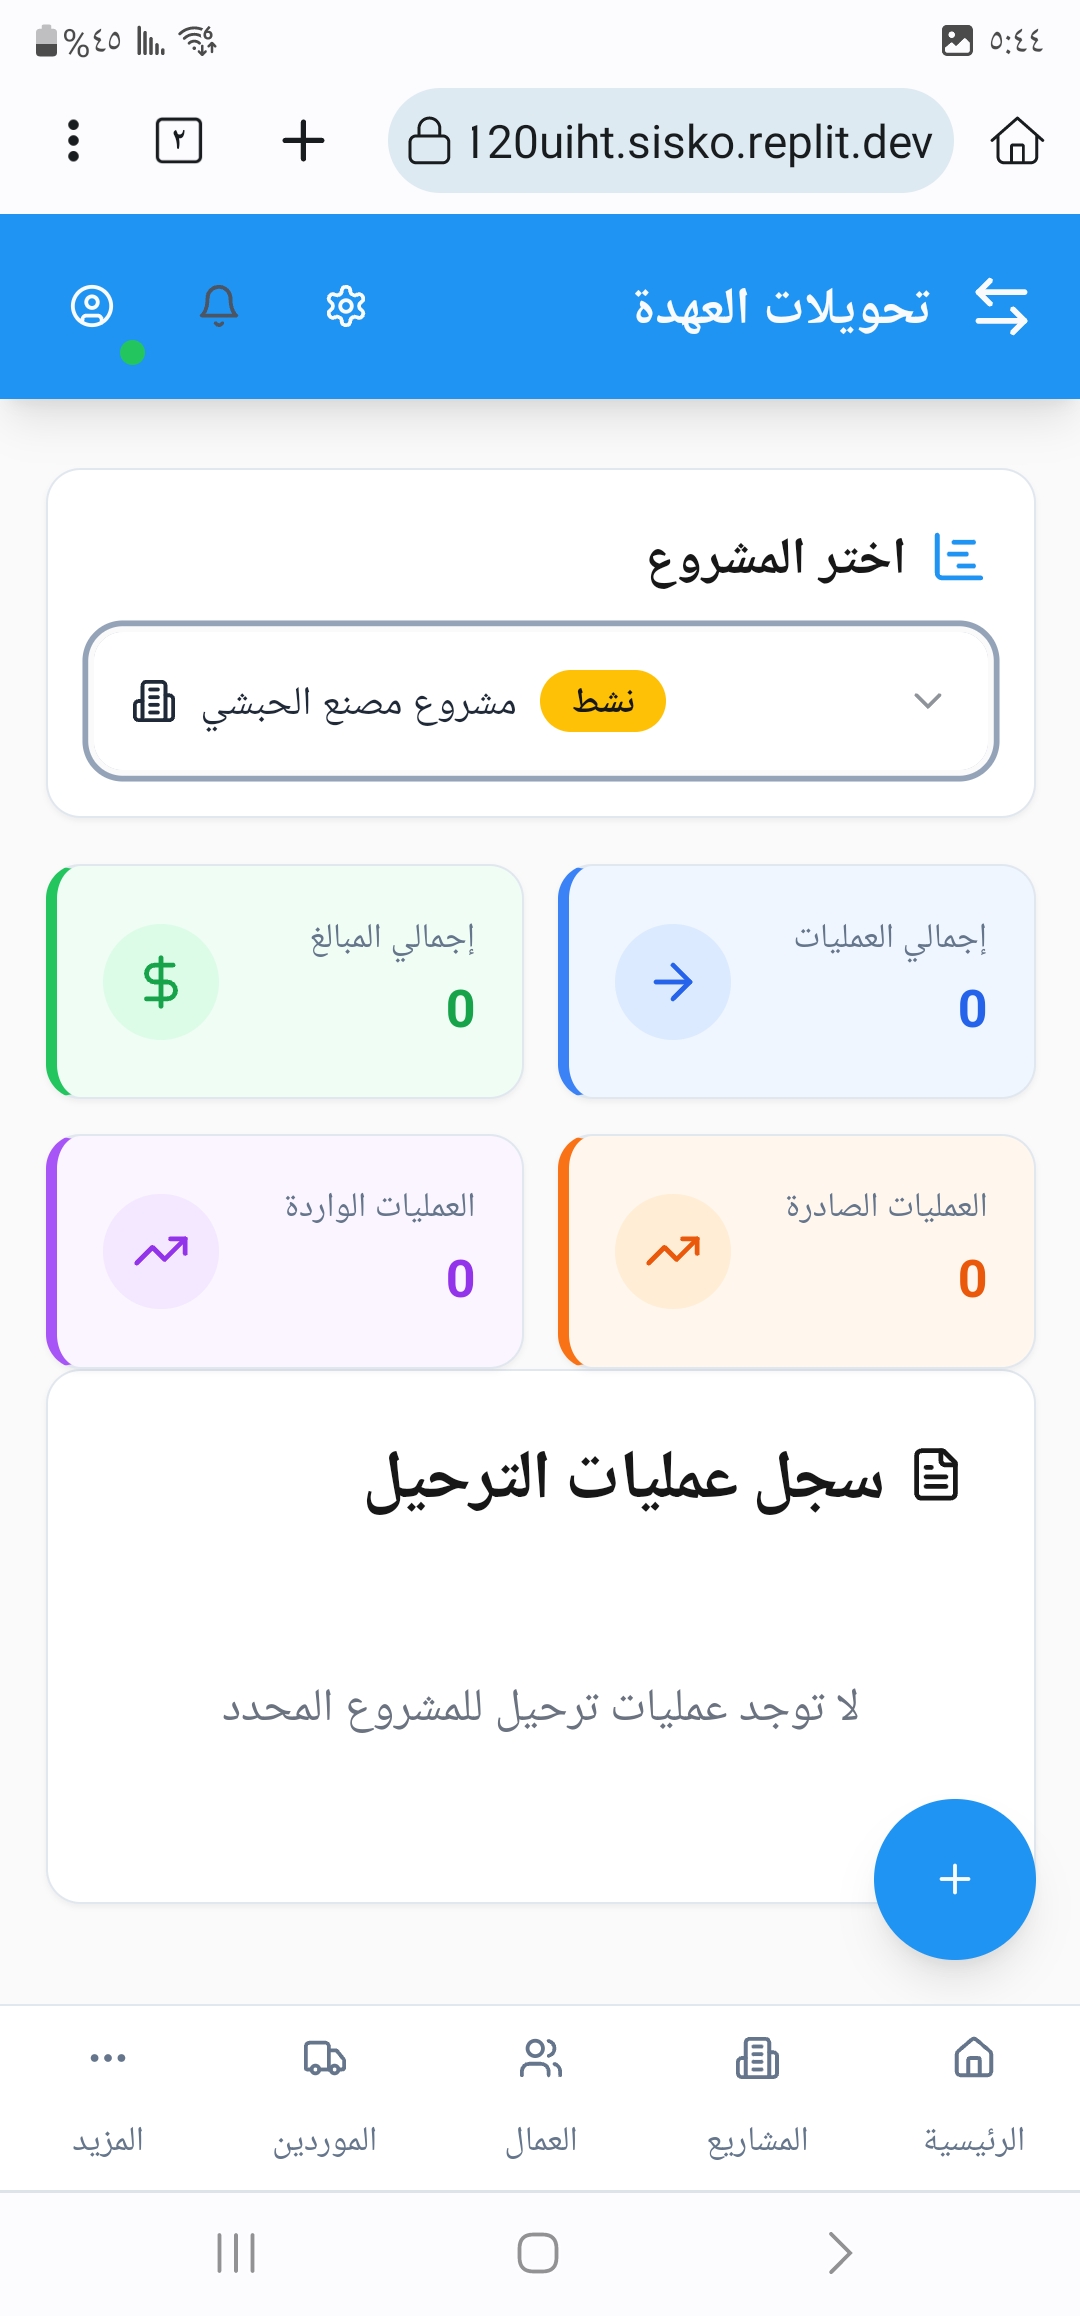 ٥:٤٤
%٤٥
120uiht.sisko.replit.dev
٢
تحويلات العهدة
اختر المشروع
مشروع مصنع الحبشي نشط
إجمالي العمليات
0
إجمالي المبالغ
0
العمليات الصادرة
0
العمليات الواردة
0
سجل عمليات الترحيل
لا توجد عمليات ترحيل للمشروع المحدد
الرئيسية
المشاريع
العمال
الموردين
المزيد